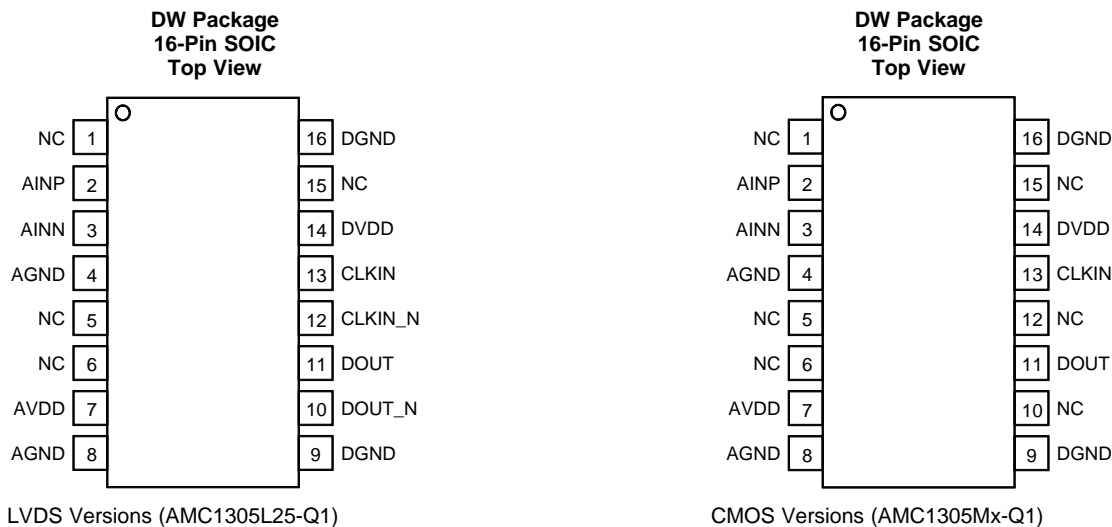 DW Package
16-Pin SOIC
Top View
NC 1 16 DGND
AINP 2 15 NC
AINN 3 14 DVDD
AGND 4 13 CLKIN
NC 5 12 CLKIN_N
NC 6 11 DOUT
AVDD 7 10 DOUT_N
AGND 8 9 DGND
LVDS Versions (AMC1305L25-Q1)
DW Package
16-Pin SOIC
Top View
NC 1 16 DGND
AINP 2 15 NC
AINN 3 14 DVDD
AGND 4 13 CLKIN
NC 5 12 NC
NC 6 11 DOUT
AVDD 7 10 NC
AGND 8 9 DGND
CMOS Versions (AMC1305Mx-Q1)